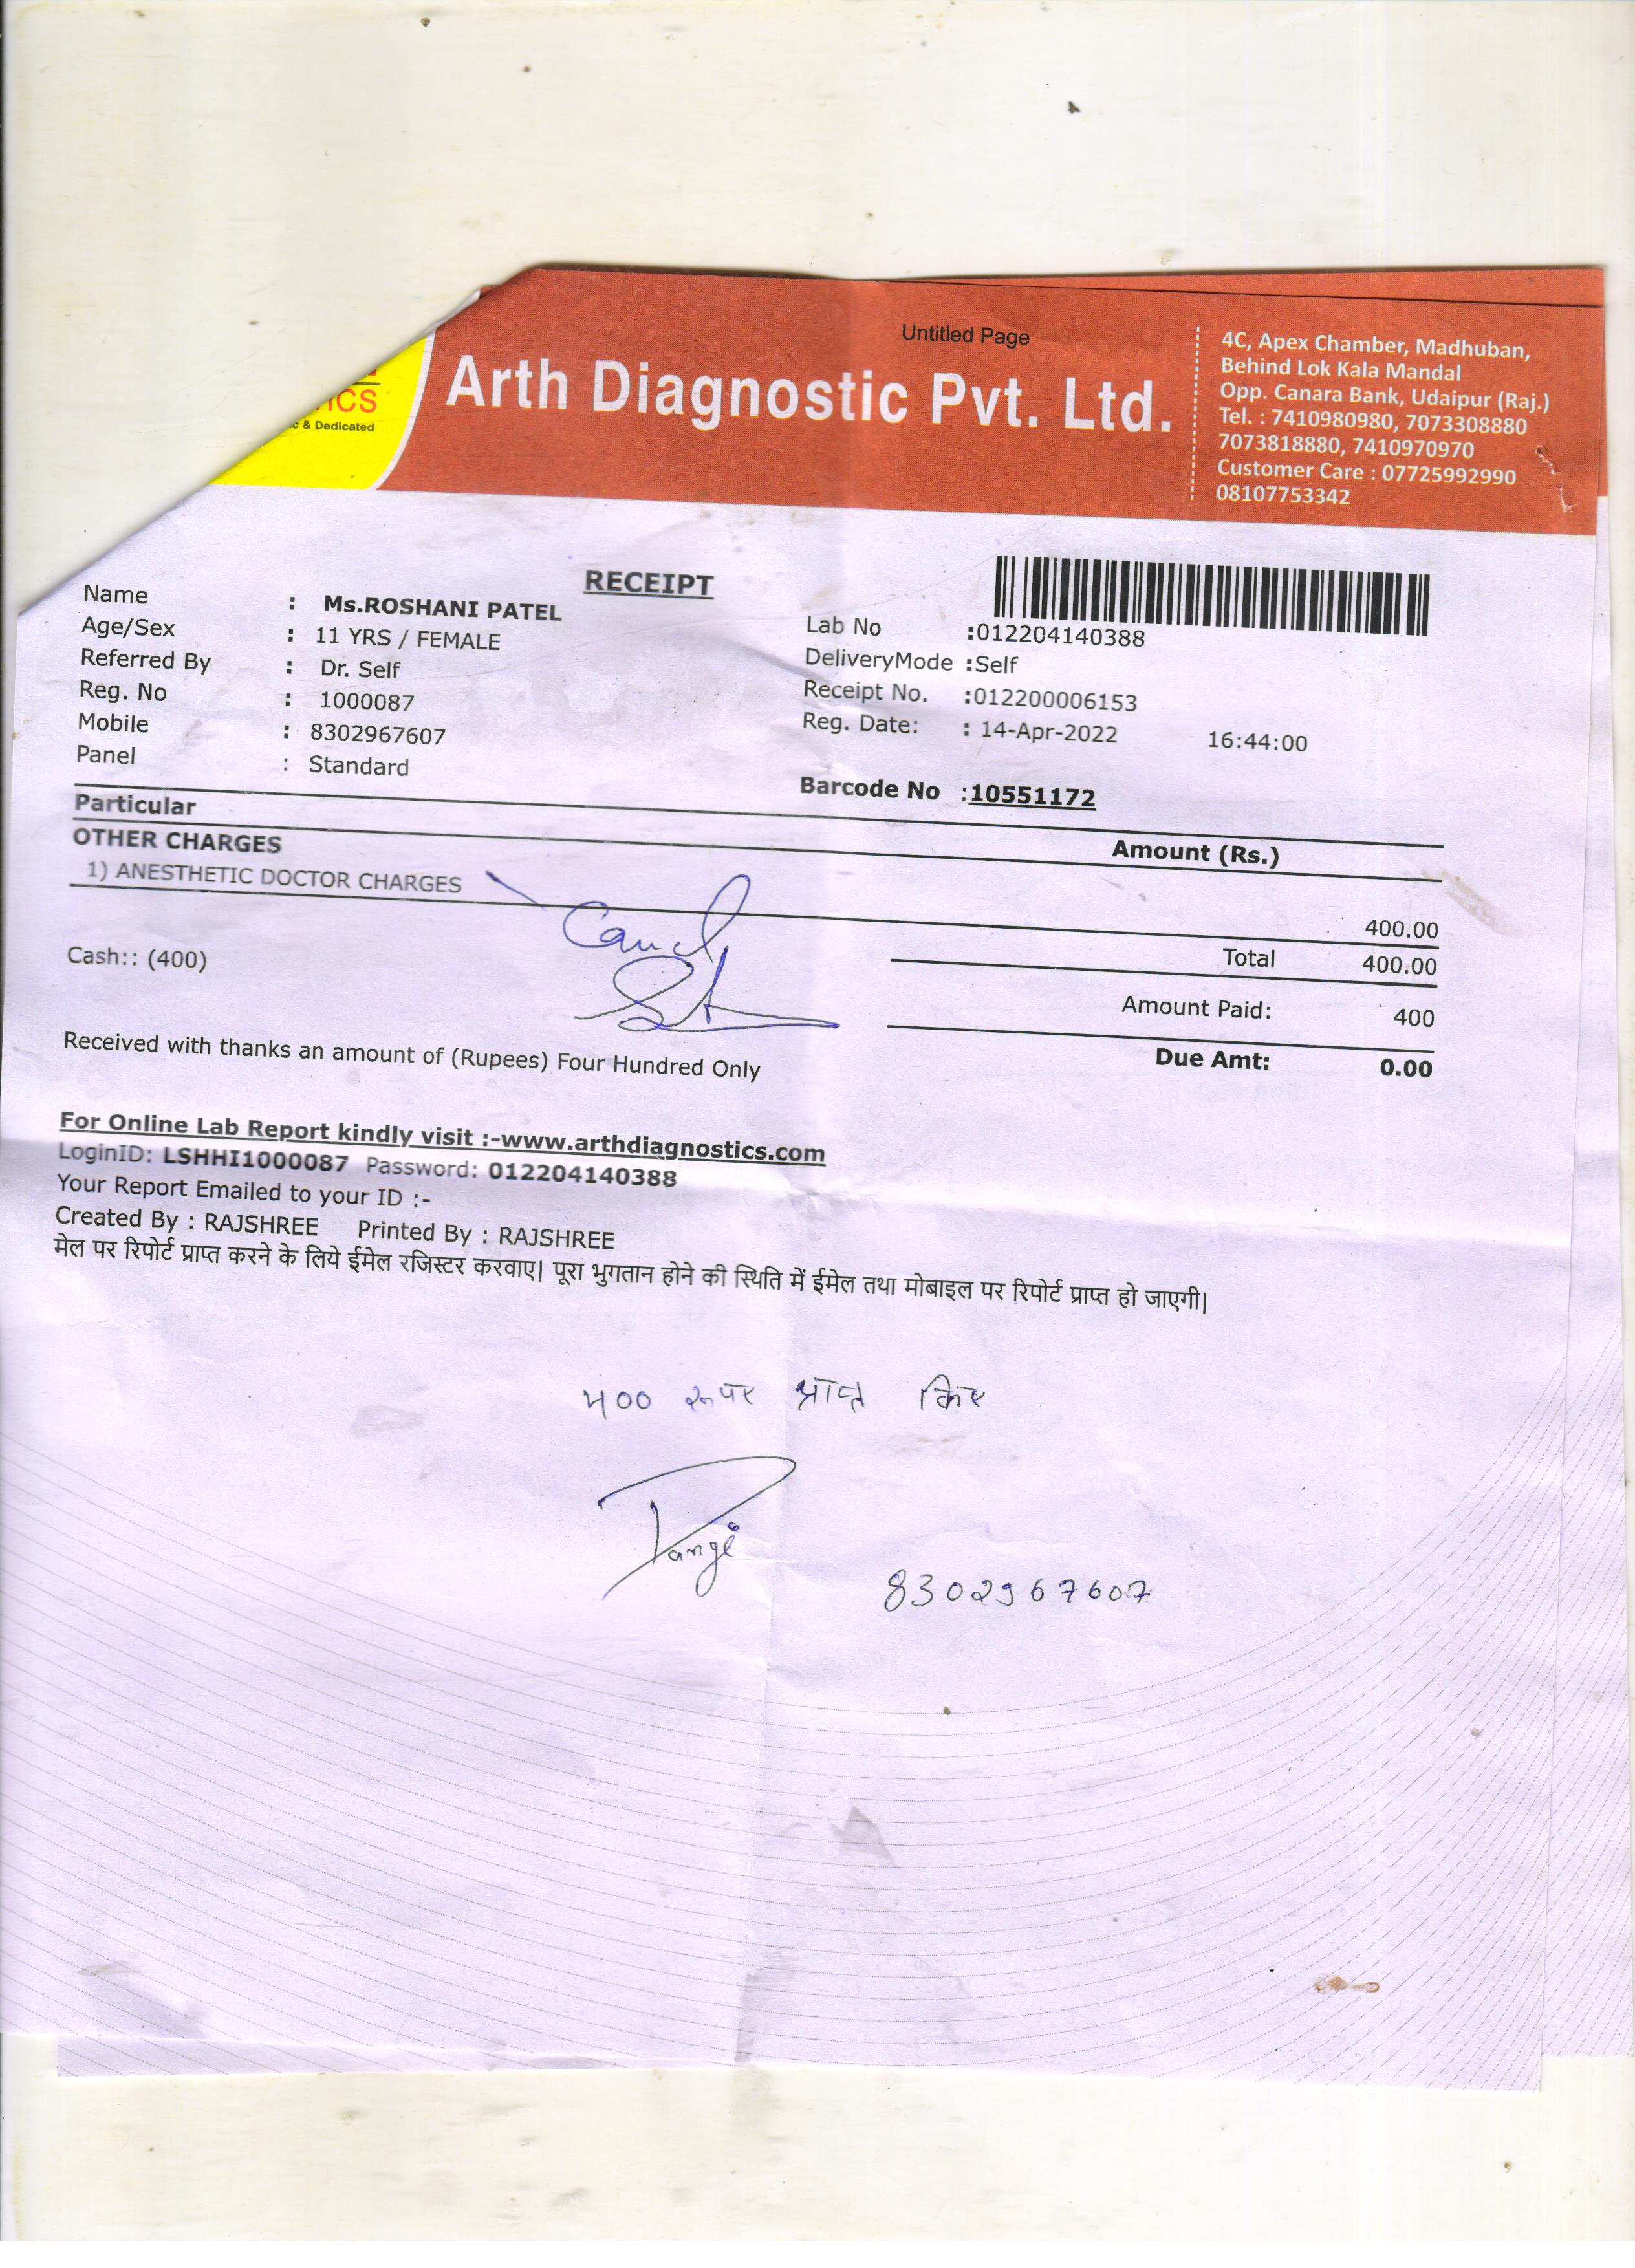 Untitled Page
ICS
c & Dedicated
Arth Diagnostic Pvt. Ltd.
4C, Apex Chamber, Madhuban,
Behind Lok Kala Mandal
Opp. Canara Bank, Udaipur (Raj.)
Tel. : 7410980980, 7073308880
7073818880, 7410970970
Customer Care : 07725992990
08107753342
RECEIPT
Name : Ms.ROSHANI PATEL
Age/Sex : 11 YRS / FEMALE
Referred By : Dr. Self
Reg. No : 1000087
Mobile : 8302967607
Panel : Standard
Lab No :012204140388
DeliveryMode :Self
Receipt No. :012200006153
Reg. Date: : 14-Apr-2022 16:44:00
Barcode No :10551172
Particular Amount (Rs.)
OTHER CHARGES
1) ANESTHETIC DOCTOR CHARGES 400.00
Total 400.00
Cash:: (400)
Amount Paid: 400
Due Amt: 0.00
Received with thanks an amount of (Rupees) Four Hundred Only
For Online Lab Report kindly visit :-www.arthdiagnostics.com
LoginID: LSHHI1000087 Password: 012204140388
Your Report Emailed to your ID :-
Created By : RAJSHREE Printed By : RAJSHREE
मेल पर रिपोर्ट प्राप्त करने के लिये ईमेल रजिस्टर करवाए| पूरा भुगतान होने की स्थिति में ईमेल तथा मोबाइल पर रिपोर्ट प्राप्त हो जाएगी|
400 रूपए प्राप्त किए
Dangi
8302967607